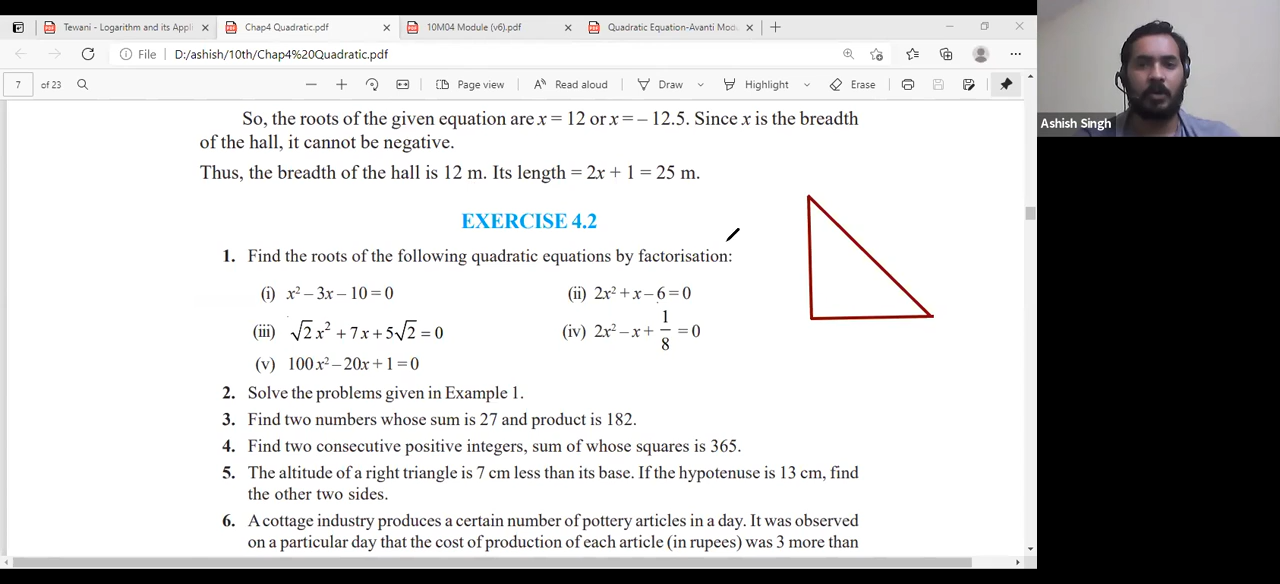 Tewani - Logarithm and its Appli
Chap4 Quadratic.pdf
10M04 Module (v6).pdf
Quadratic Equation-Avanti Mod
File D:/ashish/10th/Chap4%20Quadratic.pdf
7 of 23 Page view Read aloud Draw Highlight Erase
Ashish Singh
So, the roots of the given equation are x = 12 or x = – 12.5. Since x is the breadth
of the hall, it cannot be negative.
Thus, the breadth of the hall is 12 m. Its length = 2x + 1 = 25 m.
EXERCISE 4.2
1. Find the roots of the following quadratic equations by factorisation:
(i) x² – 3x – 10 = 0 (ii) 2x² + x – 6 = 0
(iii) √2 x² + 7x + 5√2 = 0 (iv) 2x² – x + 1/8 = 0
(v) 100 x² – 20x + 1 = 0
2. Solve the problems given in Example 1.
3. Find two numbers whose sum is 27 and product is 182.
4. Find two consecutive positive integers, sum of whose squares is 365.
5. The altitude of a right triangle is 7 cm less than its base. If the hypotenuse is 13 cm, find
the other two sides.
6. A cottage industry produces a certain number of pottery articles in a day. It was observed
on a particular day that the cost of production of each article (in rupees) was 3 more than